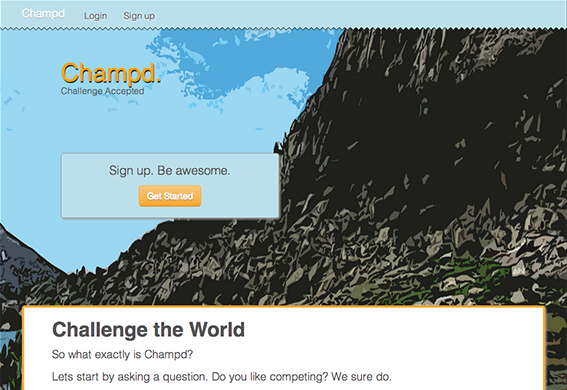 Champd Login Sign up
Champd.
Challenge Accepted
Sign up. Be awesome.
Get Started
Challenge the World
So what exactly is Champd?
Lets start by asking a question. Do you like competing? We sure do.